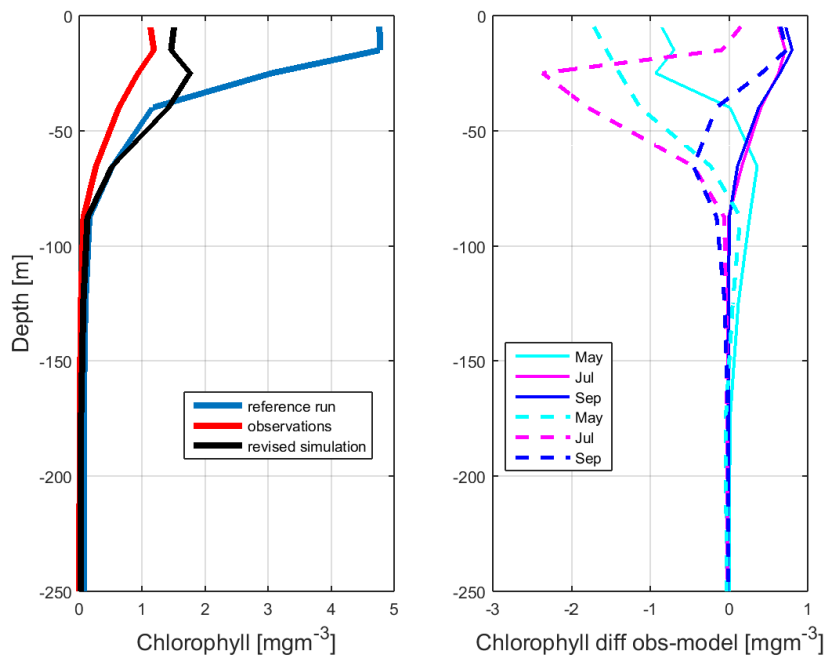 0
-50
-100
-150
-200
-250
0 1 2 3 4 5
Depth [m]
Chlorophyll [mgm-3]
reference run
observations
revised simulation
0
-50
-100
-150
-200
-250
-3 -2 -1 0 1
Chlorophyll diff obs-model [mgm-3]
May
Jul
Sep
May
Jul
Sep